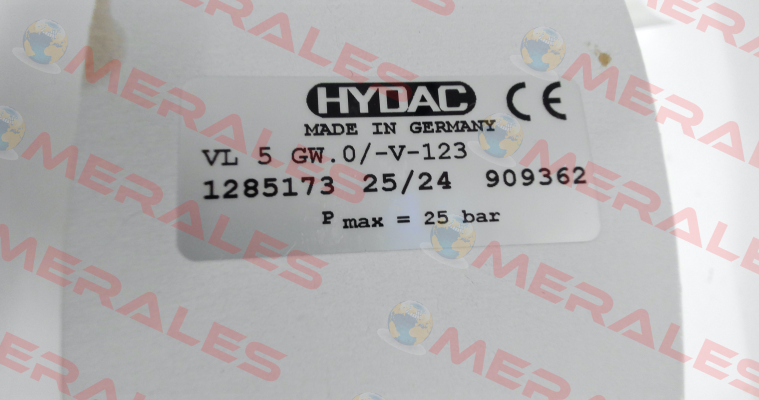 HYDAC CE
MADE IN GERMANY
VL 5 GW.0/-V-123
1285173 25/24 909362
P max = 25 bar
MERALES
MERALES
MERALES
MERALES
MERALES
MERALES